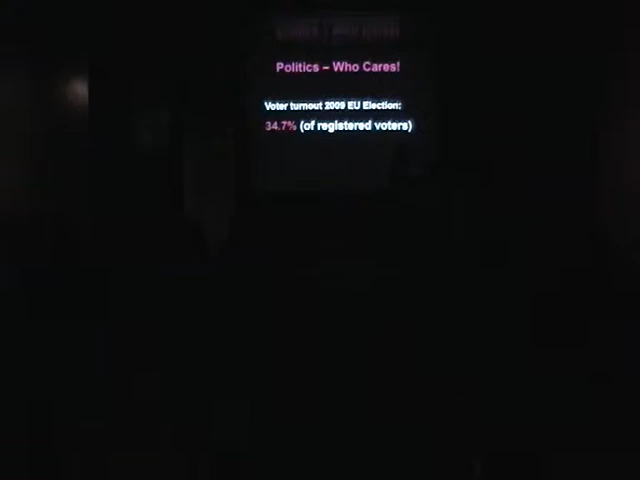 Politics – Who Cares!
Voter turnout 2009 EU Election:
34.7% (of registered voters)